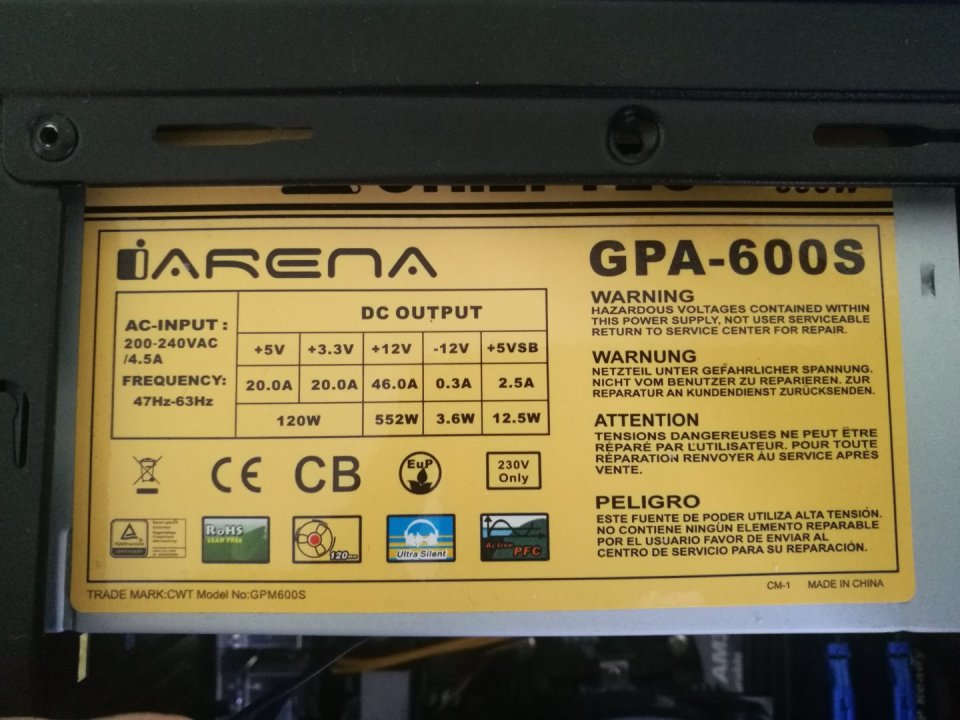 iARENA
GPA-600S
AC-INPUT :
200-240VAC
/4.5A
FREQUENCY:
47Hz-63Hz
DC OUTPUT
+5V +3.3V +12V -12V +5VSB
20.0A 20.0A 46.0A 0.3A 2.5A
120W 552W 3.6W 12.5W
CE CB EuP 230V
Only
RoHS
LEAD FREE
120mm
Ultra Silent
Active
PFC
WARNING
HAZARDOUS VOLTAGES CONTAINED WITHIN
THIS POWER SUPPLY, NOT USER SERVICEABLE
RETURN TO SERVICE CENTER FOR REPAIR.
WARNUNG
NETZTEIL UNTER GEFÄHRLICHER SPANNUNG.
NICHT VOM BENUTZER ZU REPARIEREN. ZUR
REPARATUR AN KUNDENDIENST ZURÜCKSENDEN.
ATTENTION
TENSIONS DANGEREUSES NE PEUT ÊTRE
RÉPARÉ PAR L'UTILISATEUR. POUR TOUTE
RÉPARATION RENVOYER AU SERVICE APRÈS
VENTE.
PELIGRO
ESTE FUENTE DE PODER UTILIZA ALTA TENSIÓN.
NO CONTIENE NINGÚN ELEMENTO REPARABLE
POR EL USUARIO FAVOR DE ENVIAR AL
CENTRO DE SERVICIO PARA SU REPARACIÓN.
TRADE MARK:CWT Model No:GPM600S
CM-1 MADE IN CHINA